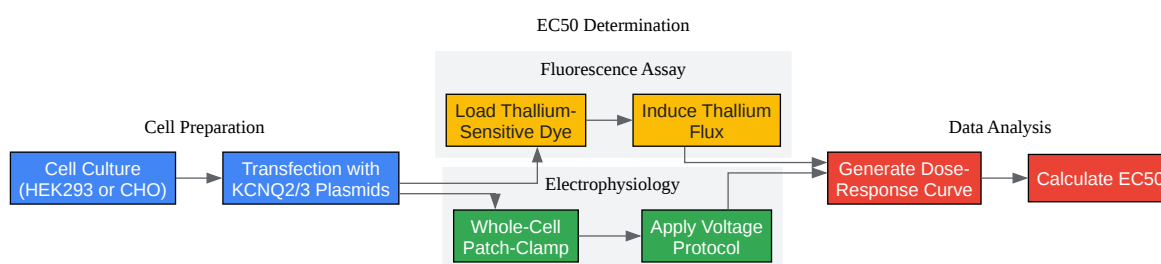 EC50 Determination
Fluorescence Assay
Load Thallium-
Sensitive Dye
Induce Thallium
Flux
Cell Preparation
Cell Culture
(HEK293 or CHO)
Transfection with
KCNQ2/3 Plasmids
Electrophysiology
Whole-Cell
Patch-Clamp
Apply Voltage
Protocol
Data Analysis
Generate Dose-
Response Curve
Calculate EC50